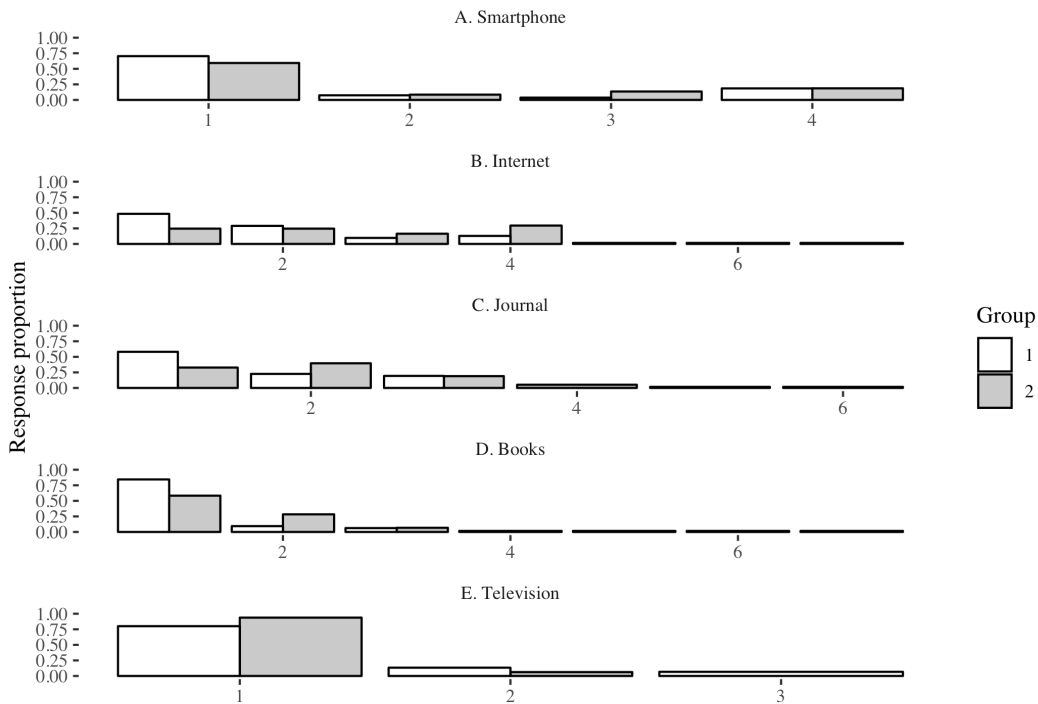 A. Smartphone
1.00
0.75
0.50
0.25
0.00
1 2 3 4
B. Internet
1.00
0.75
0.50
0.25
0.00
2 4 6
Response proportion
C. Journal
1.00
0.75
0.50
0.25
0.00
2 4 6
D. Books
1.00
0.75
0.50
0.25
0.00
2 4 6
E. Television
1.00
0.75
0.50
0.25
0.00
1 2 3
Group
1
2